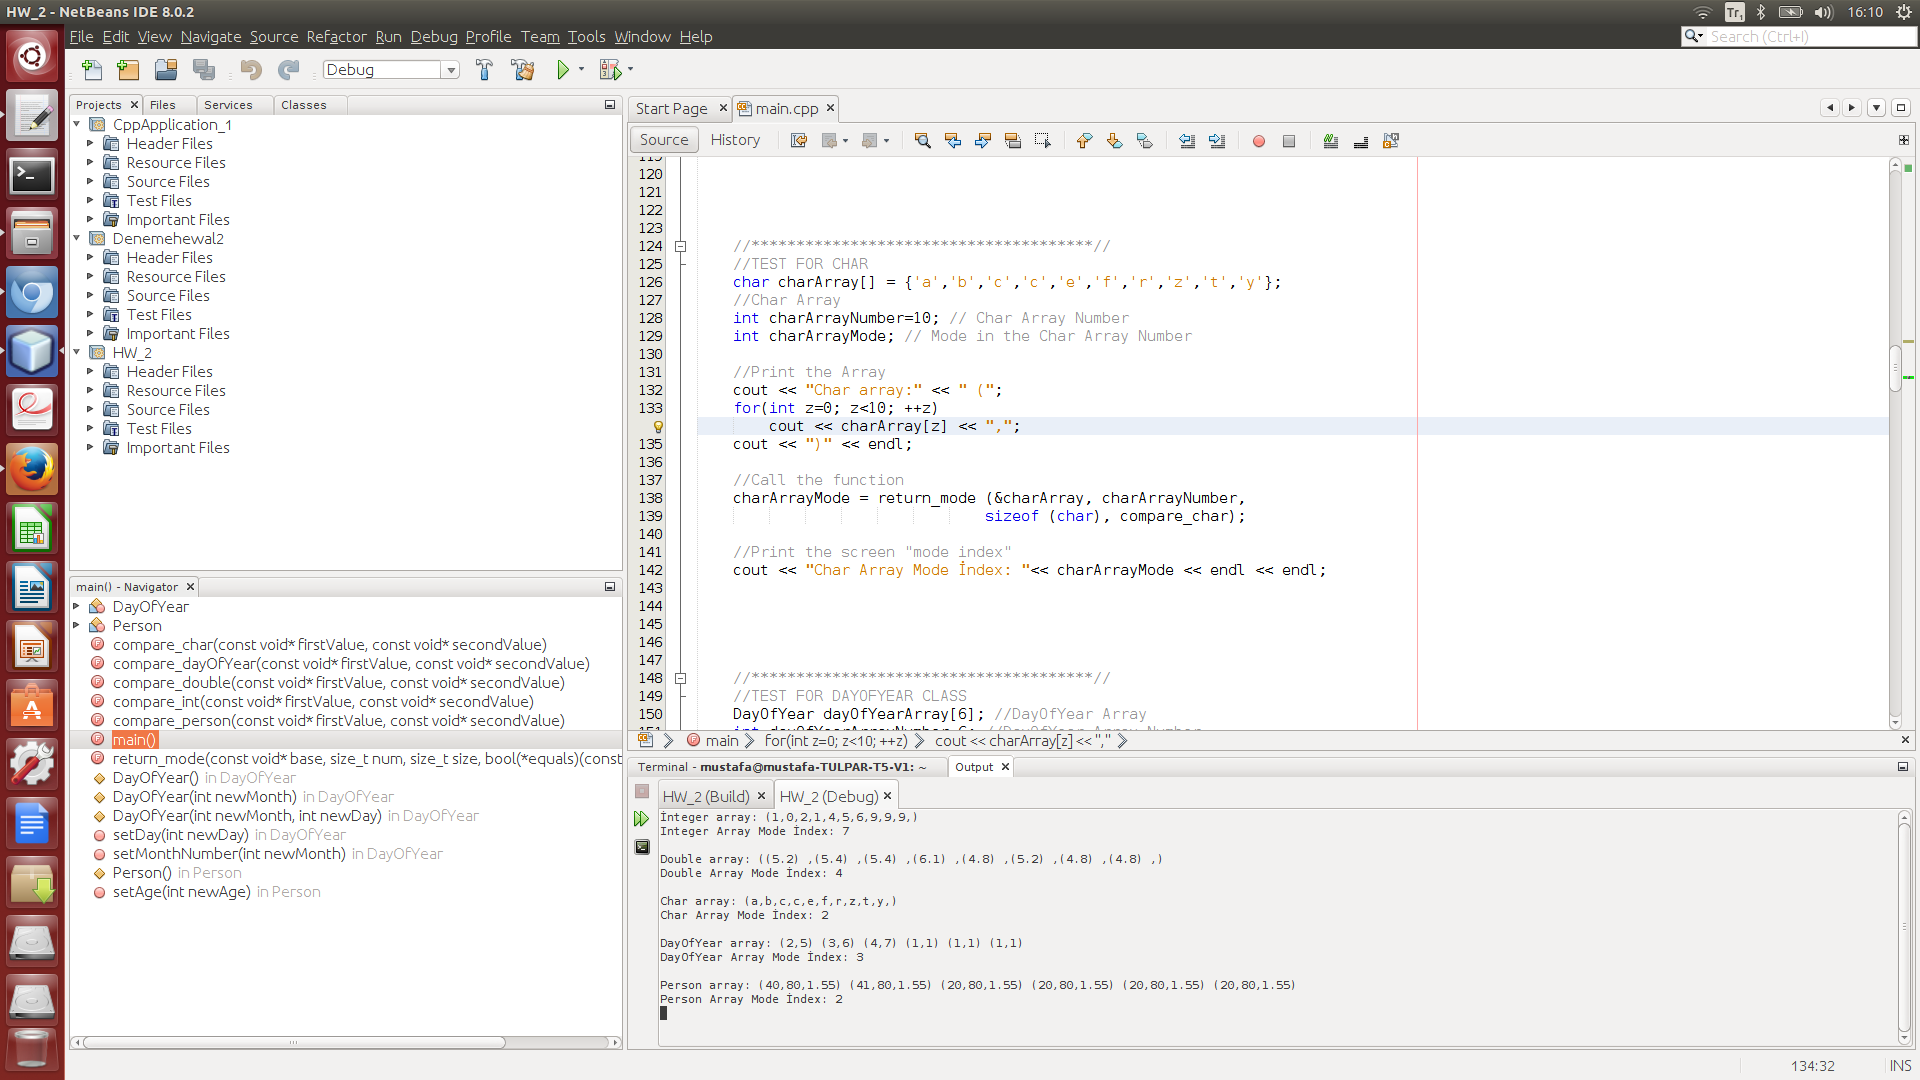 HW_2 - NetBeans IDE 8.0.2
Tr1
16:10
File Edit View Navigate Source Refactor Run Debug Profile Team Tools Window Help
Search (Ctrl+I)
Debug
Projects Files Services Classes
CppApplication_1
Header Files
Resource Files
Source Files
Test Files
Important Files
Denemehewal2
Header Files
Resource Files
Source Files
Test Files
Important Files
HW_2
Header Files
Resource Files
Source Files
Test Files
Important Files
main() - Navigator
DayOfYear
Person
compare_char(const void* firstValue, const void* secondValue)
compare_dayOfYear(const void* firstValue, const void* secondValue)
compare_double(const void* firstValue, const void* secondValue)
compare_int(const void* firstValue, const void* secondValue)
compare_person(const void* firstValue, const void* secondValue)
main()
return_mode(const void* base, size_t num, size_t size, bool(*equals)(const
DayOfYear() in DayOfYear
DayOfYear(int newMonth) in DayOfYear
DayOfYear(int newMonth, int newDay) in DayOfYear
setDay(int newDay) in DayOfYear
setMonthNumber(int newMonth) in DayOfYear
Person() in Person
setAge(int newAge) in Person
Start Page main.cpp
Source History
119
120
121
122
123
124 //**************************************//
125 //TEST FOR CHAR
126 char charArray[] = {'a','b','c','c','e','f','r','z','t','y'};
127 //Char Array
128 int charArrayNumber=10; // Char Array Number
129 int charArrayMode; // Mode in the Char Array Number
130
131 //Print the Array
132 cout << "Char array:" << " (";
133 for(int z=0; z<10; ++z)
cout << charArray[z] << ",";
135 cout << ")" << endl;
136
137 //Call the function
138 charArrayMode = return_mode (&charArray, charArrayNumber,
139 sizeof (char), compare_char);
140
141 //Print the screen "mode index"
142 cout << "Char Array Mode İndex: "<< charArrayMode << endl << endl;
143
144
145
146
147
148 //**************************************//
149 //TEST FOR DAYOFYEAR CLASS
150 DayOfYear dayOfYearArray[6]; //DayOfYear Array
151 int dayOfYearArrayNumber=6; //DayOfYear Array Number
main for(int z=0; z<10; ++z) cout << charArray[z] << ","
Terminal - mustafa@mustafa-TULPAR-T5-V1: ~ Output
HW_2 (Build) HW_2 (Debug)
İnteger array: (1,0,2,1,4,5,6,9,9,9,)
Integer Array Mode İndex: 7
Double array: ((5.2) ,(5.4) ,(5.4) ,(6.1) ,(4.8) ,(5.2) ,(4.8) ,(4.8) ,)
Double Array Mode İndex: 4
Char array: (a,b,c,c,e,f,r,z,t,y,)
Char Array Mode İndex: 2
DayOfYear array: (2,5) (3,6) (4,7) (1,1) (1,1) (1,1)
DayOfYear Array Mode İndex: 3
Person array: (40,80,1.55) (41,80,1.55) (20,80,1.55) (20,80,1.55) (20,80,1.55) (20,80,1.55)
Person Array Mode İndex: 2
134:32
INS